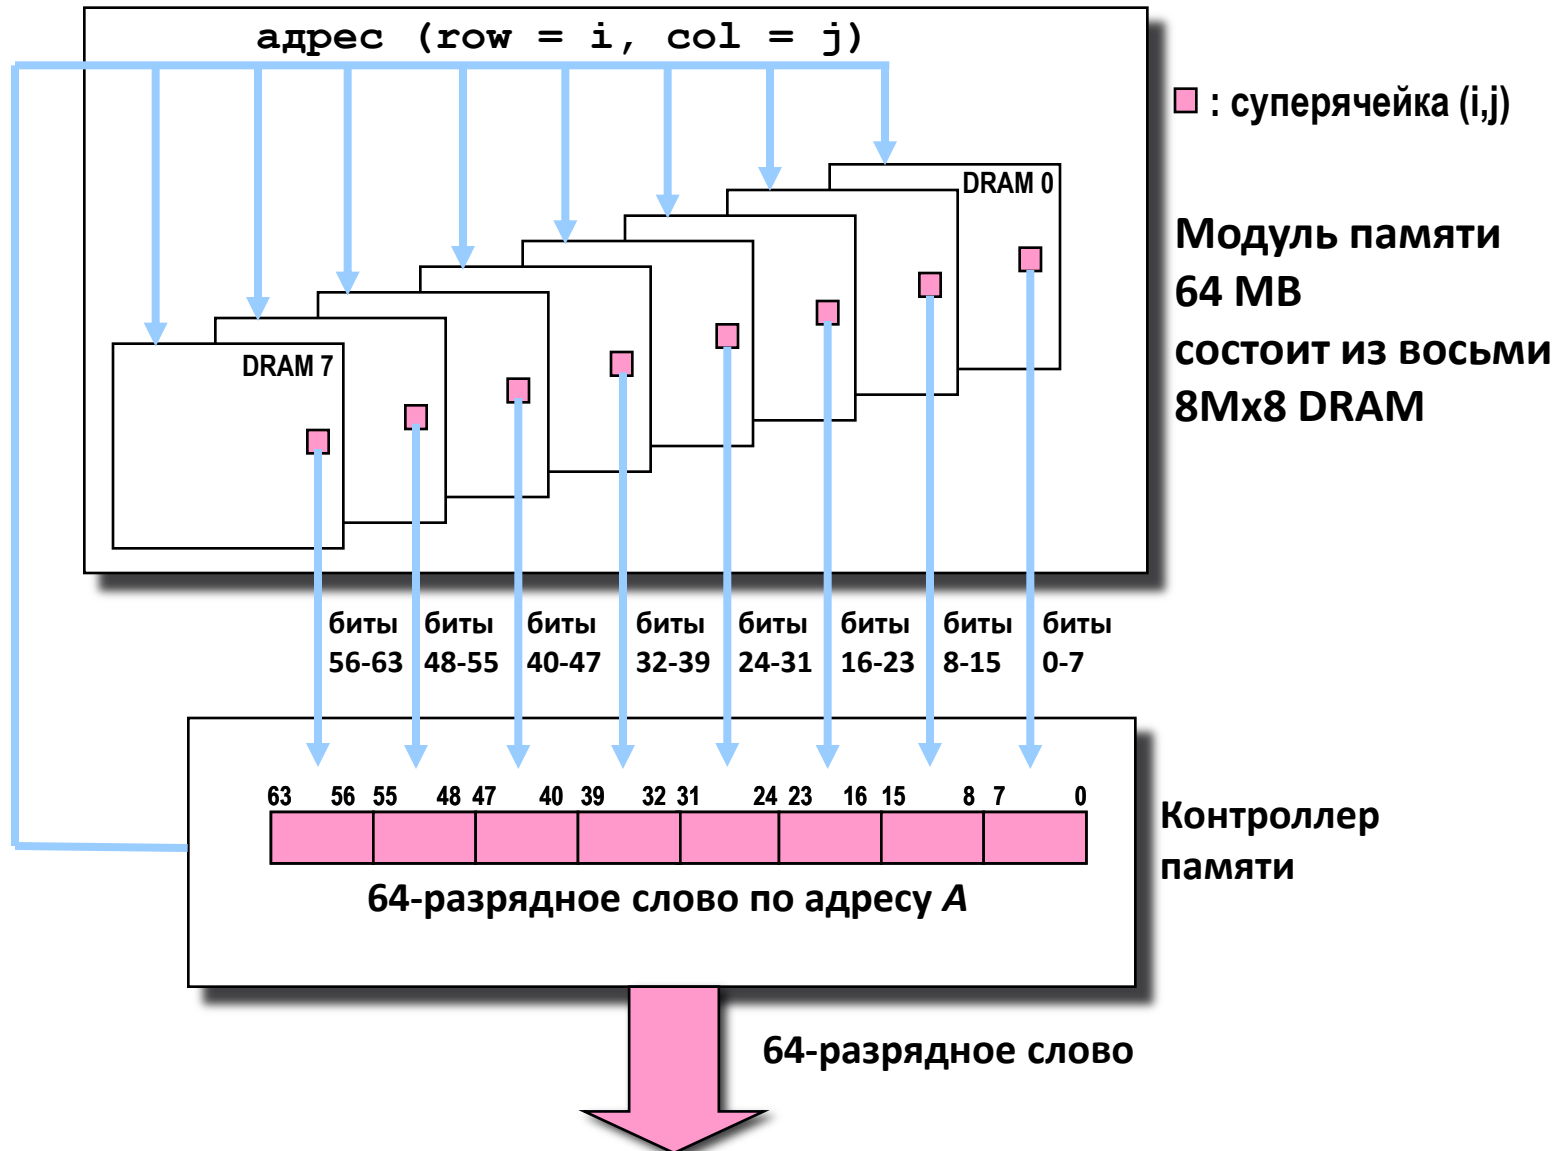 адрес (row = i, col = j)
: суперячейка (i,j)
DRAM 0
DRAM 7
Модуль памяти
64 MB
состоит из восьми
8Mx8 DRAM
биты биты биты биты биты биты биты биты
56-63 48-55 40-47 32-39 24-31 16-23 8-15 0-7
63 56 55 48 47 40 39 32 31 24 23 16 15 8 7 0
64-разрядное слово по адресу A
Контроллер
памяти
64-разрядное слово